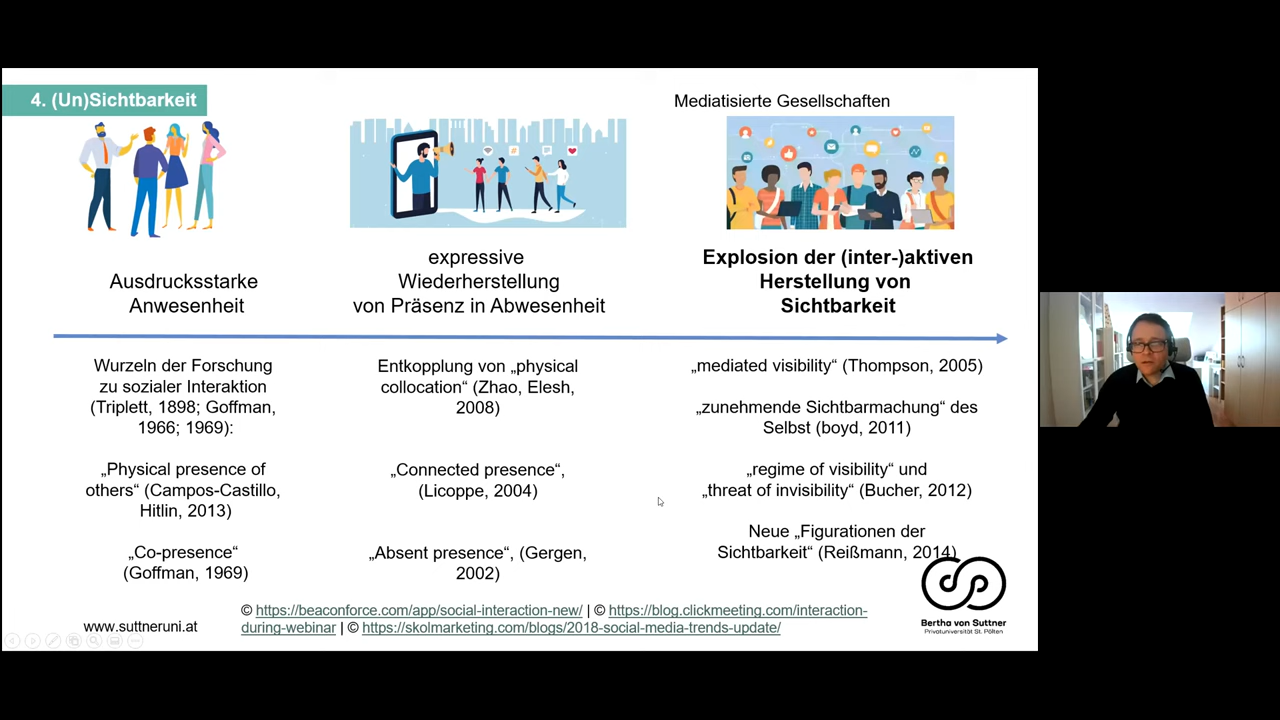 4. (Un)Sichtbarkeit
Mediatisierte Gesellschaften
Ausdrucksstarke
Anwesenheit
expressive
Wiederherstellung
von Präsenz in Abwesenheit
Explosion der (inter-)aktiven
Herstellung von
Sichtbarkeit
Wurzeln der Forschung
zu sozialer Interaktion
(Triplett, 1898; Goffman,
1966; 1969):
„Physical presence of
others“ (Campos-Castillo,
Hitlin, 2013)
„Co-presence“
(Goffman, 1969)
Entkopplung von „physical
collocation“ (Zhao, Elesh,
2008)
„Connected presence“,
(Licoppe, 2004)
„Absent presence“, (Gergen,
2002)
„mediated visibility“ (Thompson, 2005)
„zunehmende Sichtbarmachung“ des
Selbst (boyd, 2011)
„regime of visibility“ und
„threat of invisibility“ (Bucher, 2012)
Neue „Figurationen der
Sichtbarkeit“ (Reißmann, 2014)
© https://beaconforce.com/app/social-interaction-new/ | © https://blog.clickmeeting.com/interaction-
during-webinar | © https://skolmarketing.com/blogs/2018-social-media-trends-update/
www.suttneruni.at
Bertha von Suttner
Privatuniversität St. Pölten